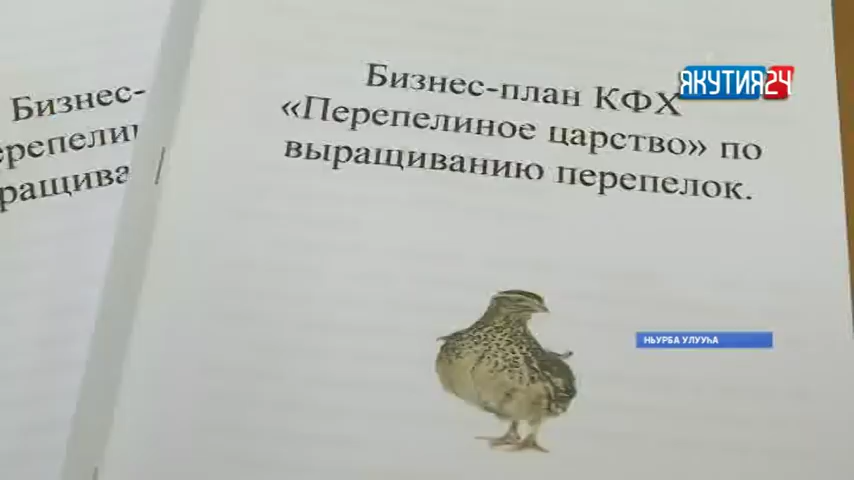 ЯКУТИЯ24
Бизнес-план КФХ
«Перепелиное царство» по
выращиванию перепелок.
Бизнес-
ерепели
ращива
НЬУРБА УЛУУҺА